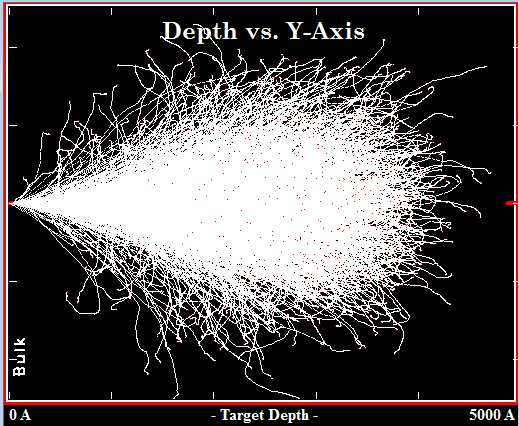 Depth vs. Y-Axis
Bulk
0 A - Target Depth - 5000 A